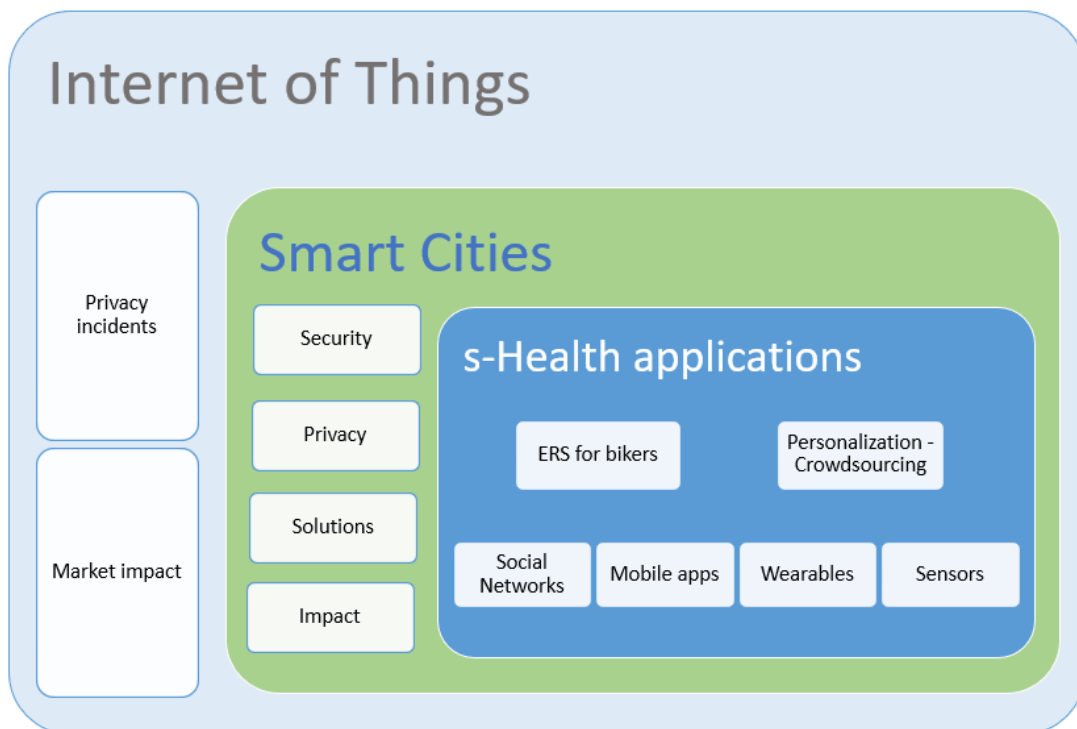 Internet of Things
Privacy
incidents
Market impact
Smart Cities
Security
Privacy
Solutions
Impact
s-Health applications
ERS for bikers
Personalization -
Crowdsourcing
Social
Networks
Mobile apps
Wearables
Sensors